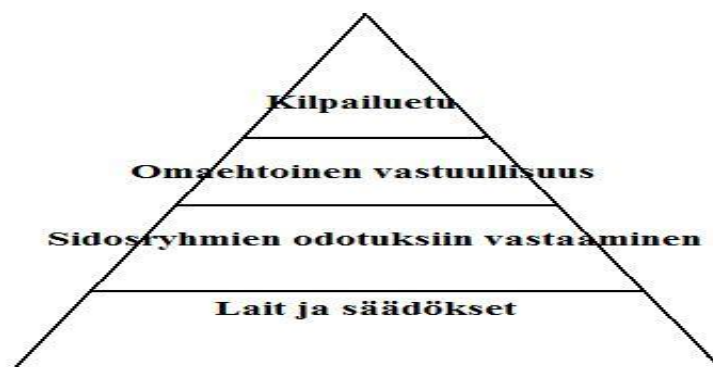 Kilpailuetu
Omaehtoinen vastuullisuus
Sidosryhmien odotuksiin vastaaminen
Lait ja säädökset